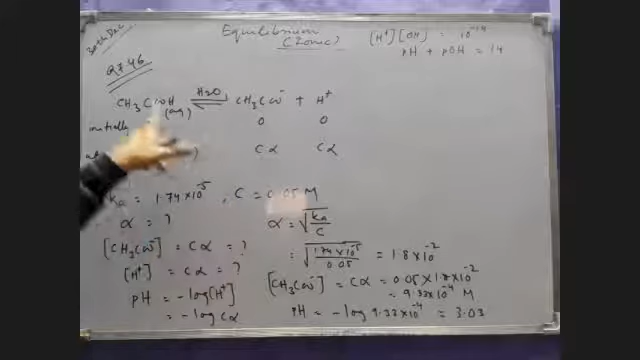 30th Dec
Equilibrium
(Ionic)
[H⁺][OH⁻] = 10⁻¹⁴
pH + pOH = 14
Q7.46
CH₃COOH (aq) ⇌ H₂O CH₃COO⁻ + H⁺
initially 0 0
at Cα Cα
Ka = 1.74×10⁻⁵, C = 0.05 M
α = ? α = √Ka/C
[CH₃COO⁻] = Cα = ? = √1.74×10⁻⁵/0.05 = 1.8×10⁻²
[H⁺] = Cα = ? [CH₃COO⁻] = Cα = 0.05×1.8×10⁻²
= 9.33×10⁻⁴ M
pH = -log[H⁺] pH = -log 9.33×10⁻⁴ = 3.03
= -log Cα